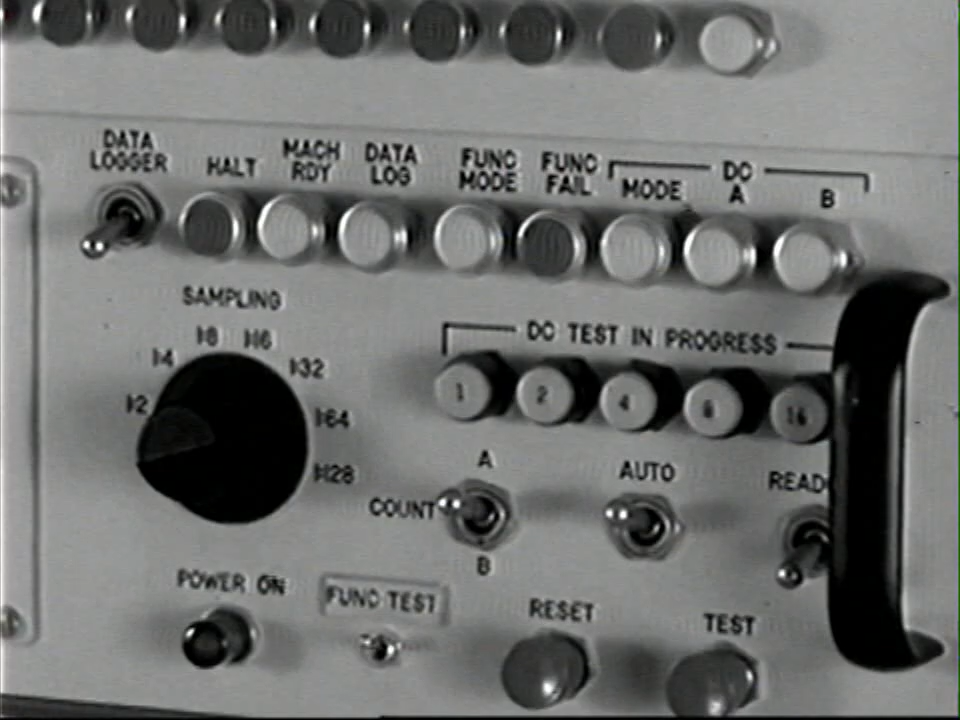 DATA
LOGGER
HALT
MACH
RDY
DATA
LOG
FUNC
MODE
FUNC
FAIL
DC
MODE
A
B
SAMPLING
1:2
1:4
1:8
1:16
1:32
1:64
1:128
DC TEST IN PROGRESS
1
2
4
8
16
A
COUNT
B
AUTO
READ
POWER ON
FUNC TEST
RESET
TEST